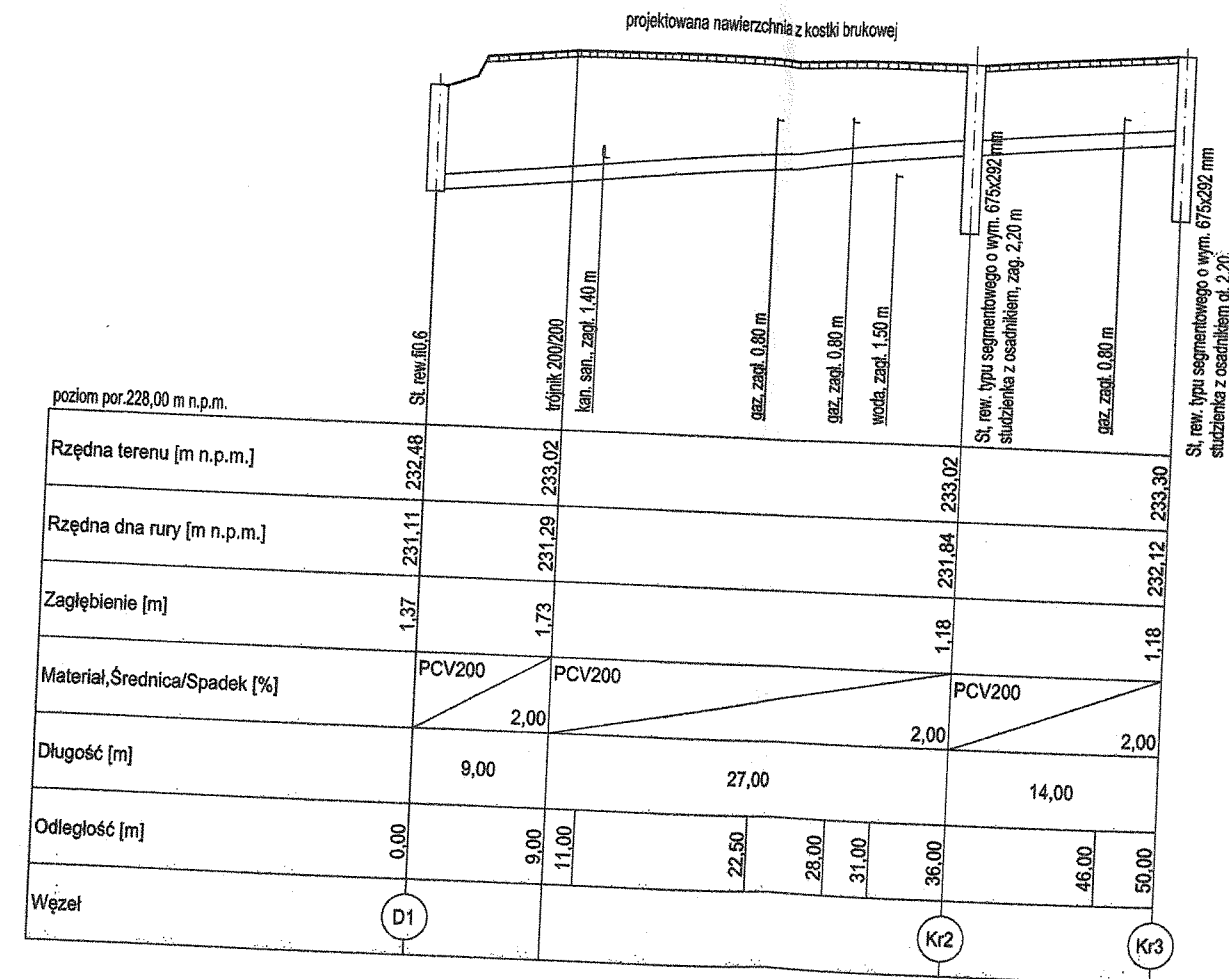 projektowana nawierzchnia z kostki brukowej
St. rew. fi0,6
trójnik 200/200
kan. san., zagł. 1,40 m
gaz, zagł. 0,80 m
gaz, zagł. 0,80 m
woda, zagł. 1,50 m
St, rew. typu segmentowego o wym. 675x292 mm
studzienka z osadnikiem, zag. 2,20 m
gaz, zagł. 0,80 m
St, rew. typu segmentowego o wym. 675x292 mm
studzienka z osadnikiem gł. 2,20
poziom por.228,00 m n.p.m.
Rzędna terenu [m n.p.m.] 232,48 233,02 233,02 233,30
Rzędna dna rury [m n.p.m.] 231,11 231,29 231,84 232,12
Zagłębienie [m] 1,37 1,73 1,18 1,18
Materiał,Średnica/Spadek [%] PCV200 2,00 PCV200 2,00 PCV200 2,00
Długość [m] 9,00 27,00 14,00
Odległość [m] 0,00 9,00 11,00 22,50 28,00 31,00 36,00 46,00 50,00
Węzeł D1 Kr2 Kr3